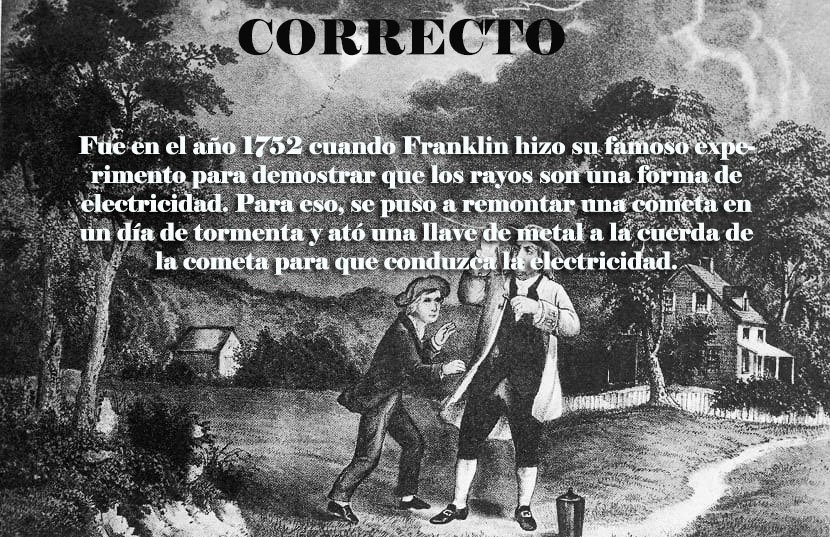 CORRECTO
Fue en el año 1752 cuando Franklin hizo su famoso expe-
rimento para demostrar que los rayos son una forma de
electricidad. Para eso, se puso a remontar una cometa en
un día de tormenta y ató una llave de metal a la cuerda de
la cometa para que conduzca la electricidad.